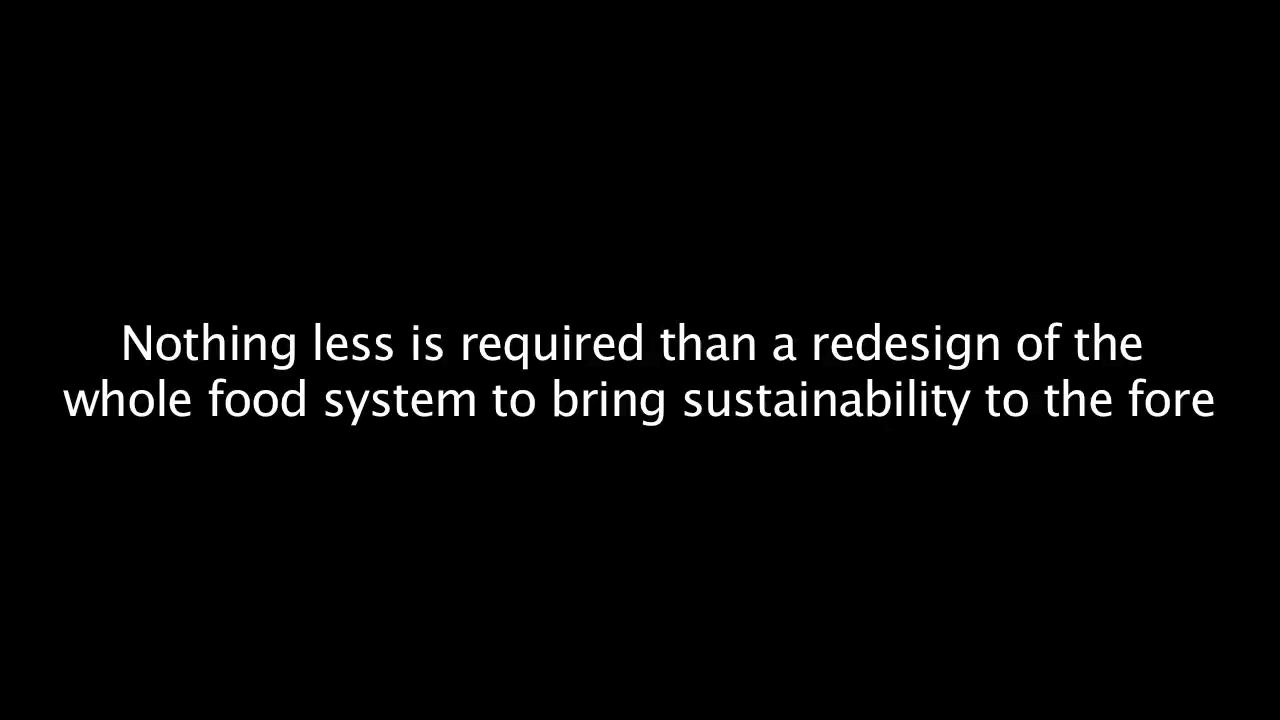 Nothing less is required than a redesign of the
whole food system to bring sustainability to the fore